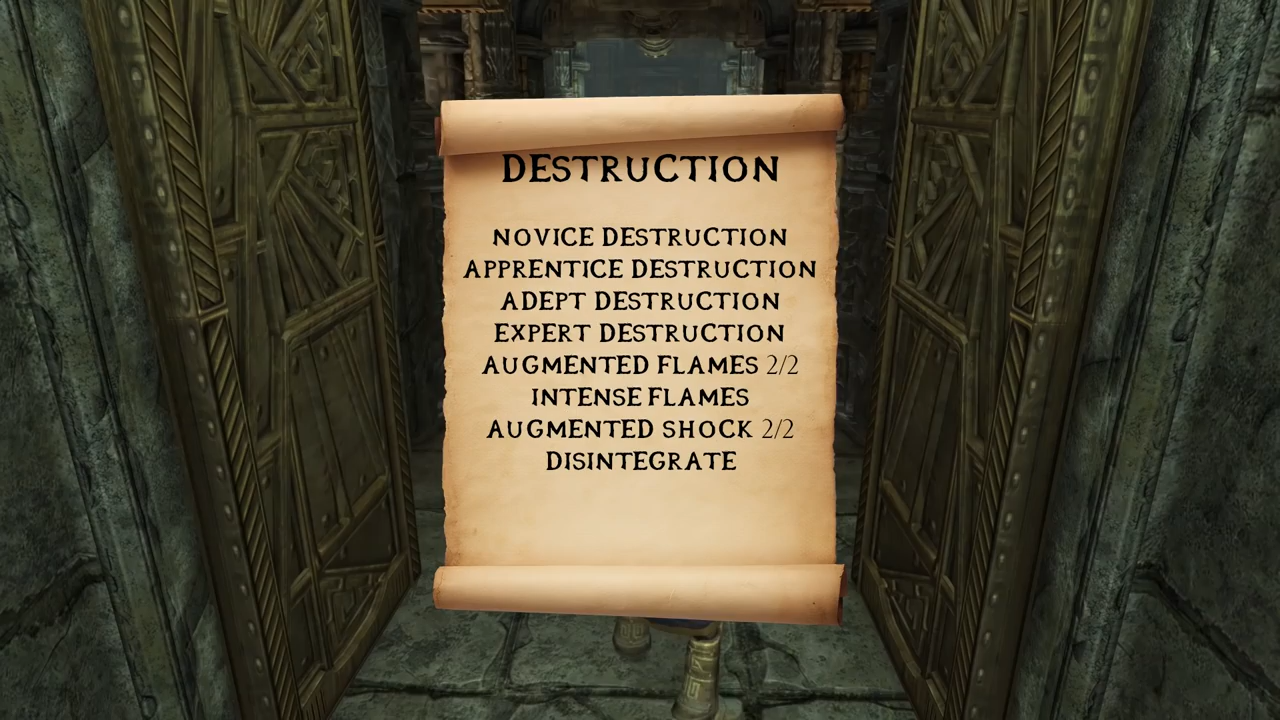 DESTRUCTION
NOVICE DESTRUCTION
APPRENTICE DESTRUCTION
ADEPT DESTRUCTION
EXPERT DESTRUCTION
AUGMENTED FLAMES 2/2
INTENSE FLAMES
AUGMENTED SHOCK 2/2
DISINTEGRATE